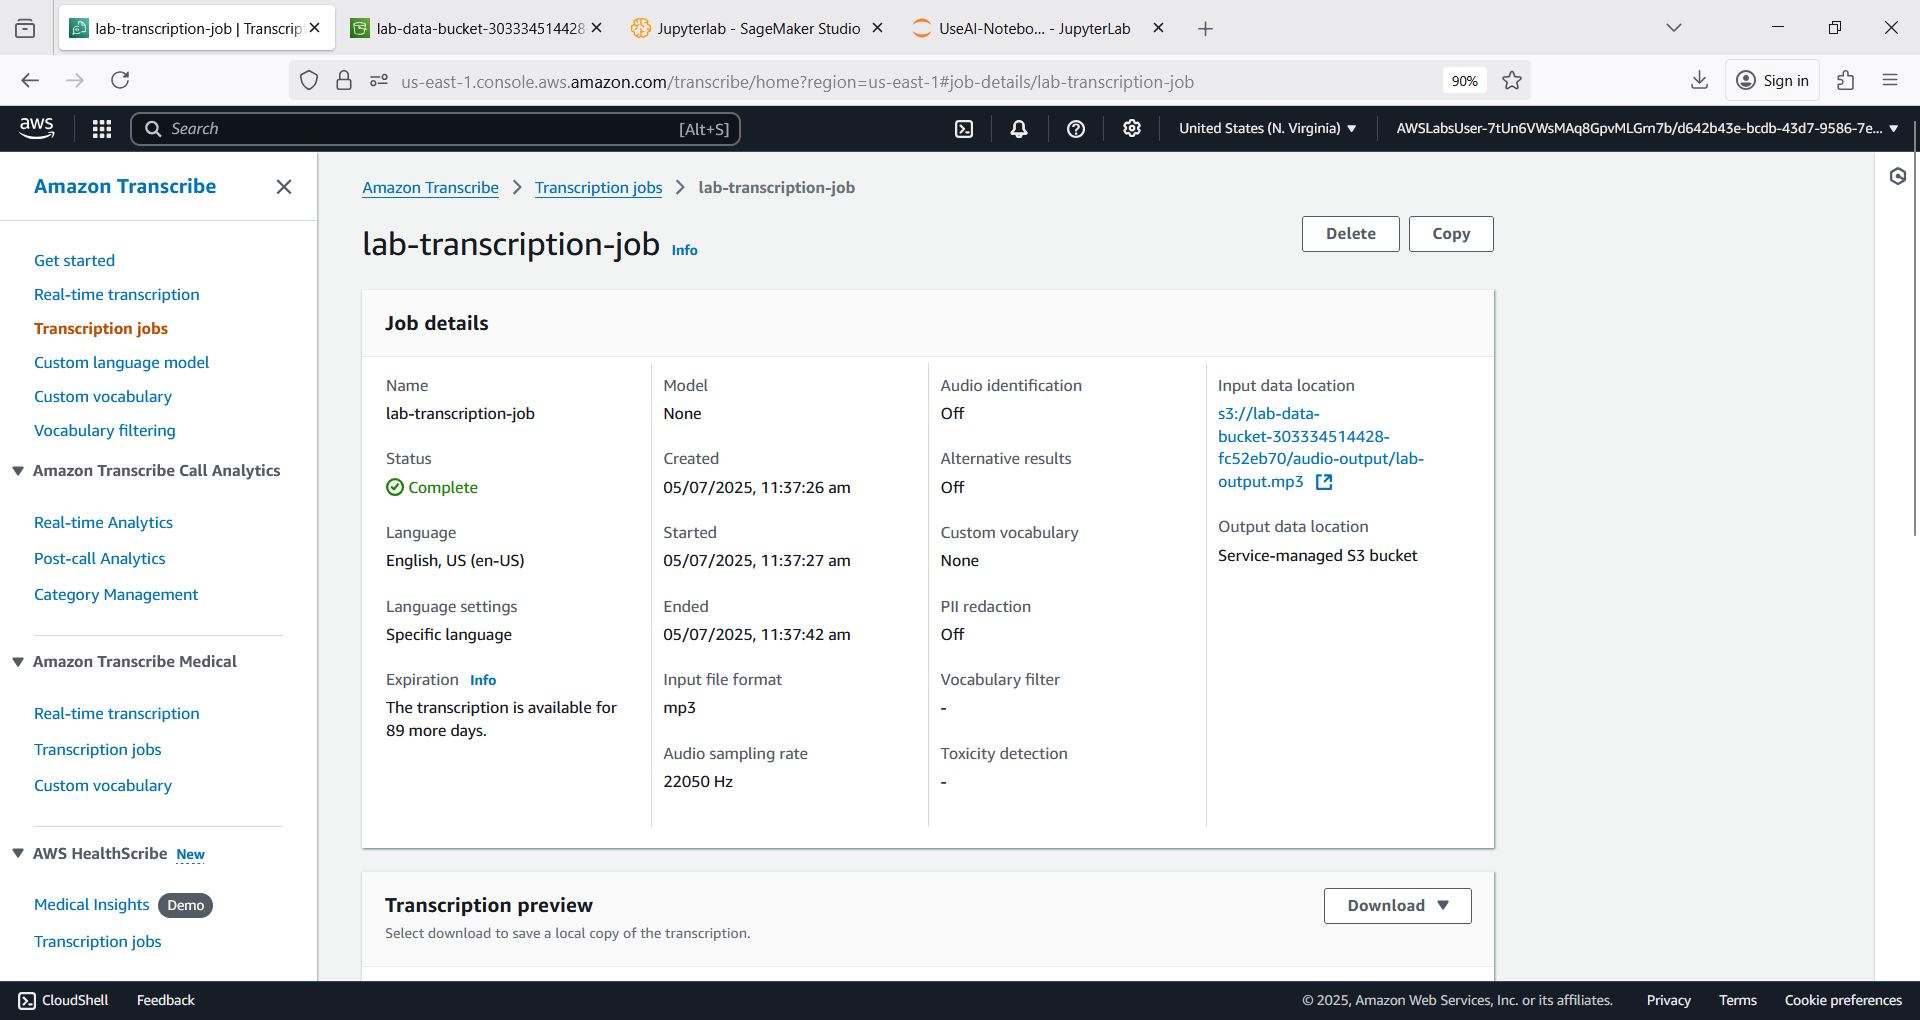 lab-transcription-job | Transcrip
lab-data-bucket-303334514428
Jupyterlab - SageMaker Studio
UseAI-Notebo... - JupyterLab
us-east-1.console.aws.amazon.com/transcribe/home?region=us-east-1#job-details/lab-transcription-job
90%
Sign in
aws
Search
[Alt+S]
United States (N. Virginia)
AWSLabsUser-7tUn6VWsMAq8GpvMLGrn7b/d642b43e-bcdb-43d7-9586-7e...
Amazon Transcribe
Get started
Real-time transcription
Transcription jobs
Custom language model
Custom vocabulary
Vocabulary filtering
Amazon Transcribe Call Analytics
Real-time Analytics
Post-call Analytics
Category Management
Amazon Transcribe Medical
Real-time transcription
Transcription jobs
Custom vocabulary
AWS HealthScribe New
Medical Insights Demo
Transcription jobs
Amazon Transcribe > Transcription jobs > lab-transcription-job
lab-transcription-job Info
Delete
Copy
Job details
Name
lab-transcription-job
Status
Complete
Language
English, US (en-US)
Language settings
Specific language
Expiration Info
The transcription is available for
89 more days.
Model
None
Created
05/07/2025, 11:37:26 am
Started
05/07/2025, 11:37:27 am
Ended
05/07/2025, 11:37:42 am
Input file format
mp3
Audio sampling rate
22050 Hz
Audio identification
Off
Alternative results
Off
Custom vocabulary
None
PII redaction
Off
Vocabulary filter
-
Toxicity detection
-
Input data location
s3://lab-data-
bucket-303334514428-
fc52eb70/audio-output/lab-
output.mp3
Output data location
Service-managed S3 bucket
Transcription preview
Select download to save a local copy of the transcription.
Download
CloudShell
Feedback
© 2025, Amazon Web Services, Inc. or its affiliates.
Privacy
Terms
Cookie preferences